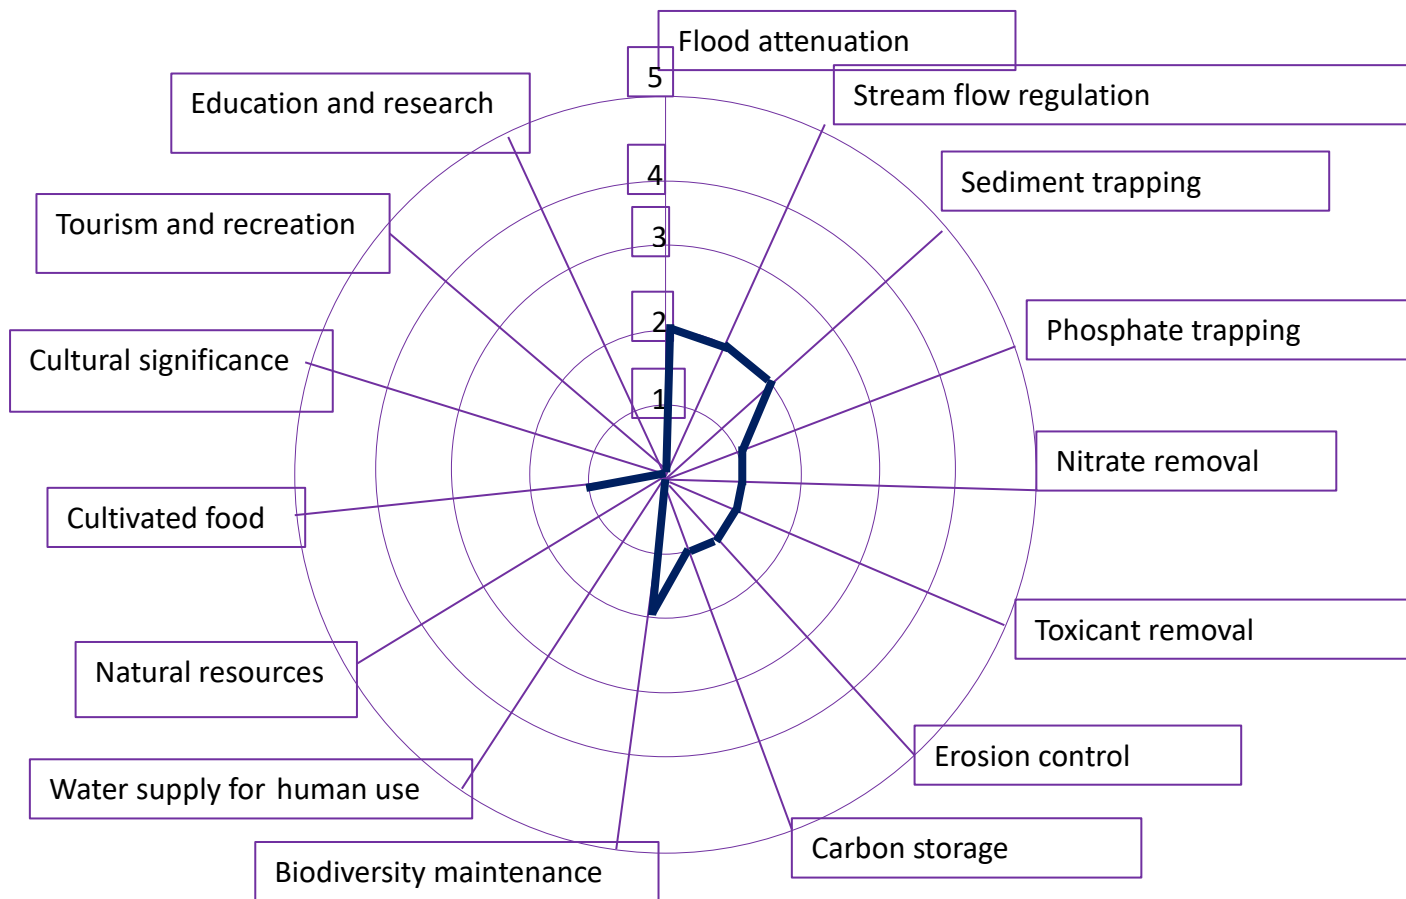 Flood attenuation
5
Stream flow regulation
Education and research
4
Sediment trapping
Tourism and recreation
3
2
Phosphate trapping
Cultural significance
1
Nitrate removal
Cultivated food
Toxicant removal
Natural resources
Erosion control
Water supply for human use
Carbon storage
Biodiversity maintenance